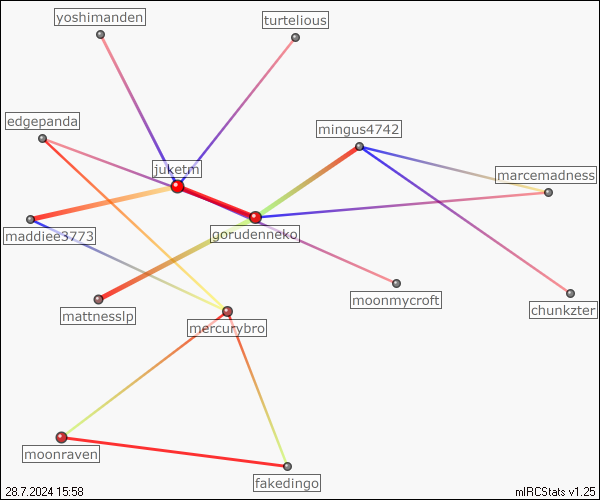 yoshimanden
turtelious
edgepanda
mingus4742
juketm
marcemadness
maddiee3773
gorudenneko
moonmycroft
chunkzter
mattnesslp
mercurybro
moonraven
fakedingo
28.7.2024 15:58
mIRCStats v1.25